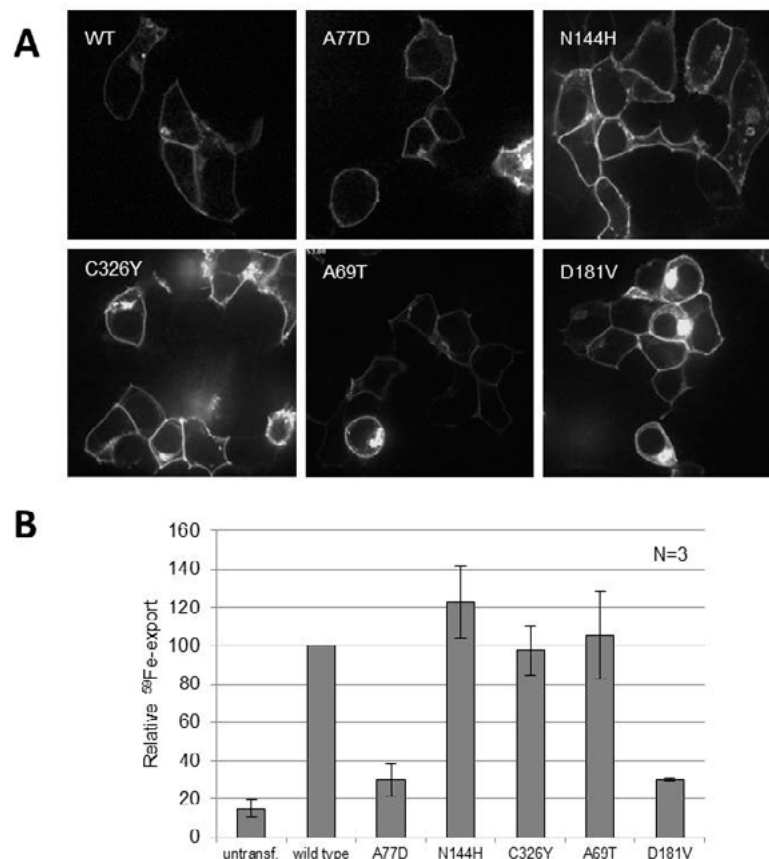 A
WT
A77D
N144H
C326Y
A69T
D181V
B
N=3
160
140
120
100
80
60
40
20
0
Relative ⁵⁹Fe-export
untransf. wild type A77D N144H C326Y A69T D181V